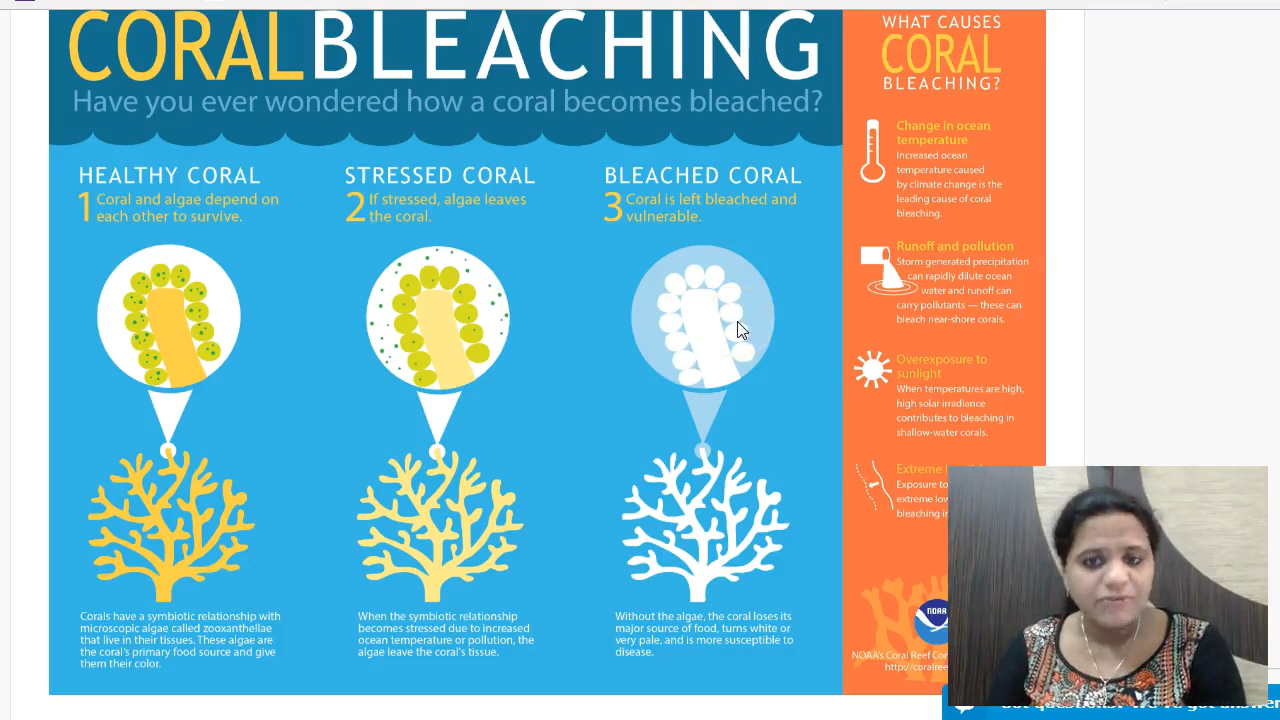 CORALBLEACHING
Have you ever wondered how a coral becomes bleached?
HEALTHY CORAL
1 Coral and algae depend on
each other to survive.
Corals have a symbiotic relationship with
microscopic algae called zooxanthellae
that live in their tissues. These algae are
the coral's primary food source and give
them their color.
STRESSED CORAL
2 If stressed, algae leaves
the coral.
When the symbiotic relationship
becomes stressed due to increased
ocean temperature or pollution, the
algae leave the coral's tissue.
BLEACHED CORAL
3 Coral is left bleached and
vulnerable.
Without the algae, the coral loses its
major source of food, turns white or
very pale, and is more susceptible to
disease.
WHAT CAUSES
CORAL
BLEACHING?
Change in ocean
temperature
Increased ocean
temperature caused
by climate change is the
leading cause of coral
bleaching.
Runoff and pollution
Storm generated precipitation
can rapidly dilute ocean
water and runoff can
carry pollutants — these can
bleach near-shore corals.
Overexposure to
sunlight
When temperatures are high,
high solar irradiance
contributes to bleaching in
shallow-water corals.
Extreme
Exposure to
extreme
bleaching
NOAA
NOAA's Coral Reef